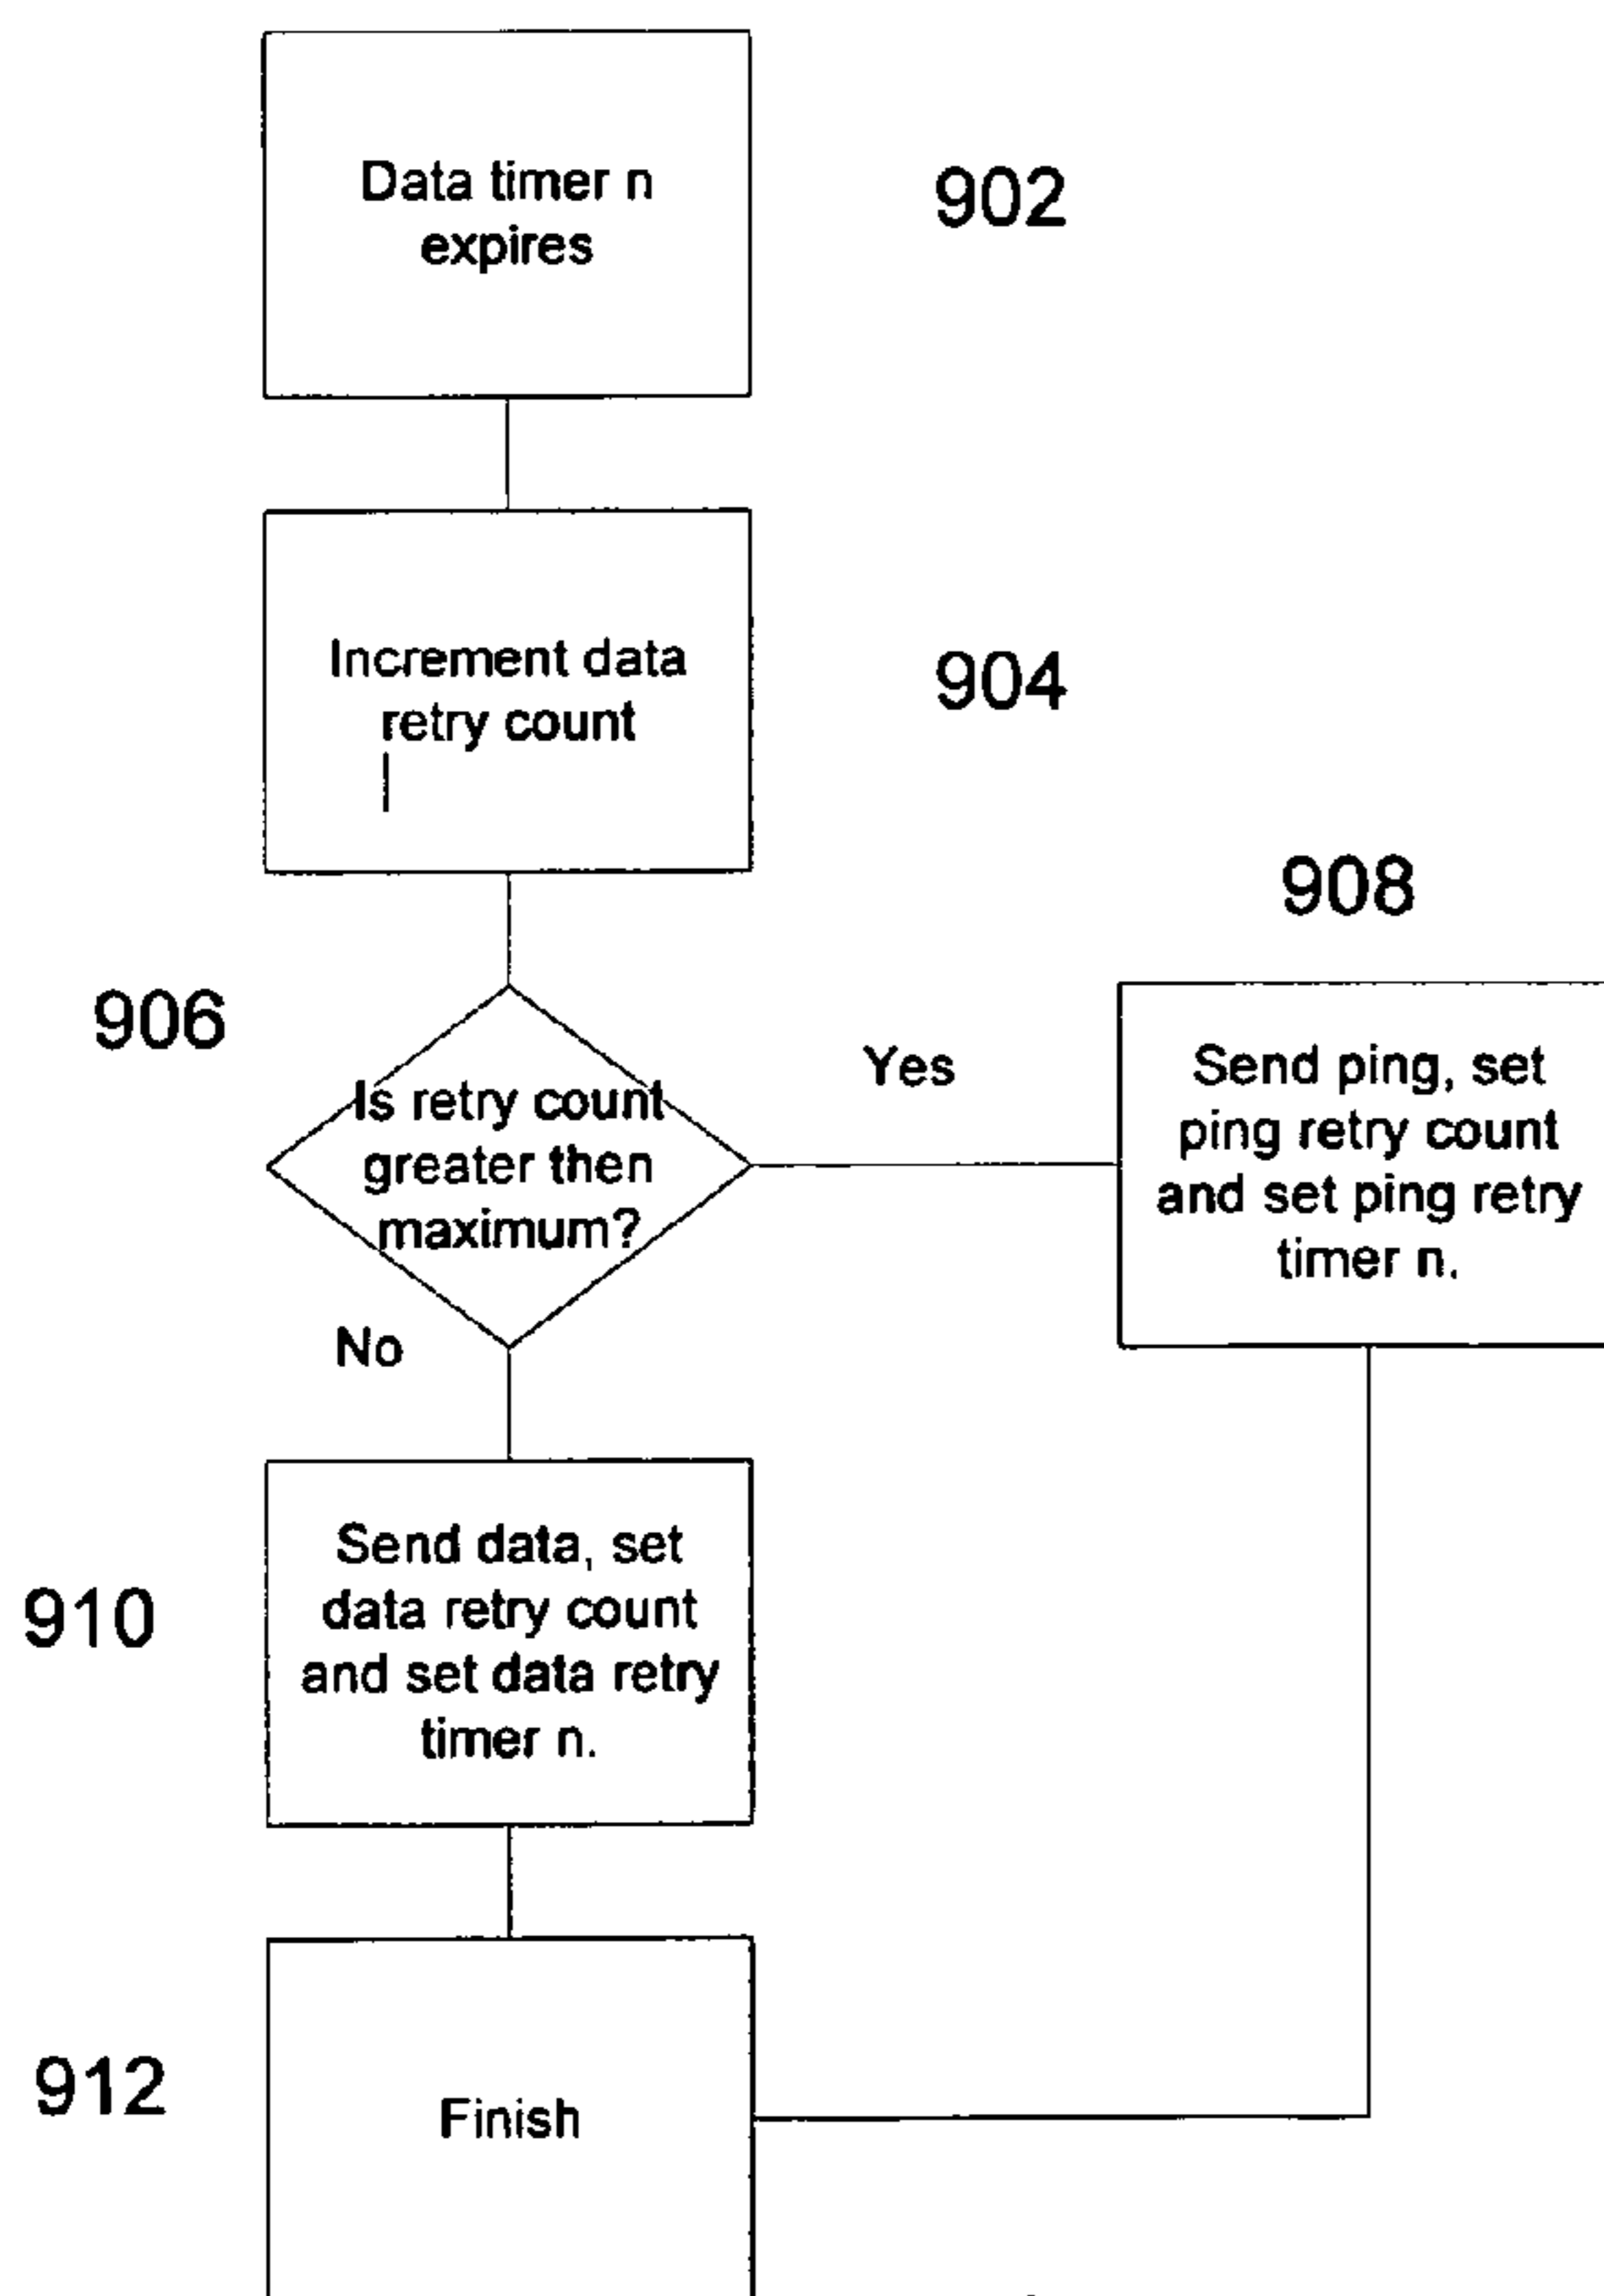 Data timer n
expires
902
Increment data
retry count
904
908
906
Is retry count
greater then
maximum?
Yes
Send ping, set
ping retry count
and set ping retry
timer n.
No
910
Send data, set
data retry count
and set data retry
timer n.
912
Finish